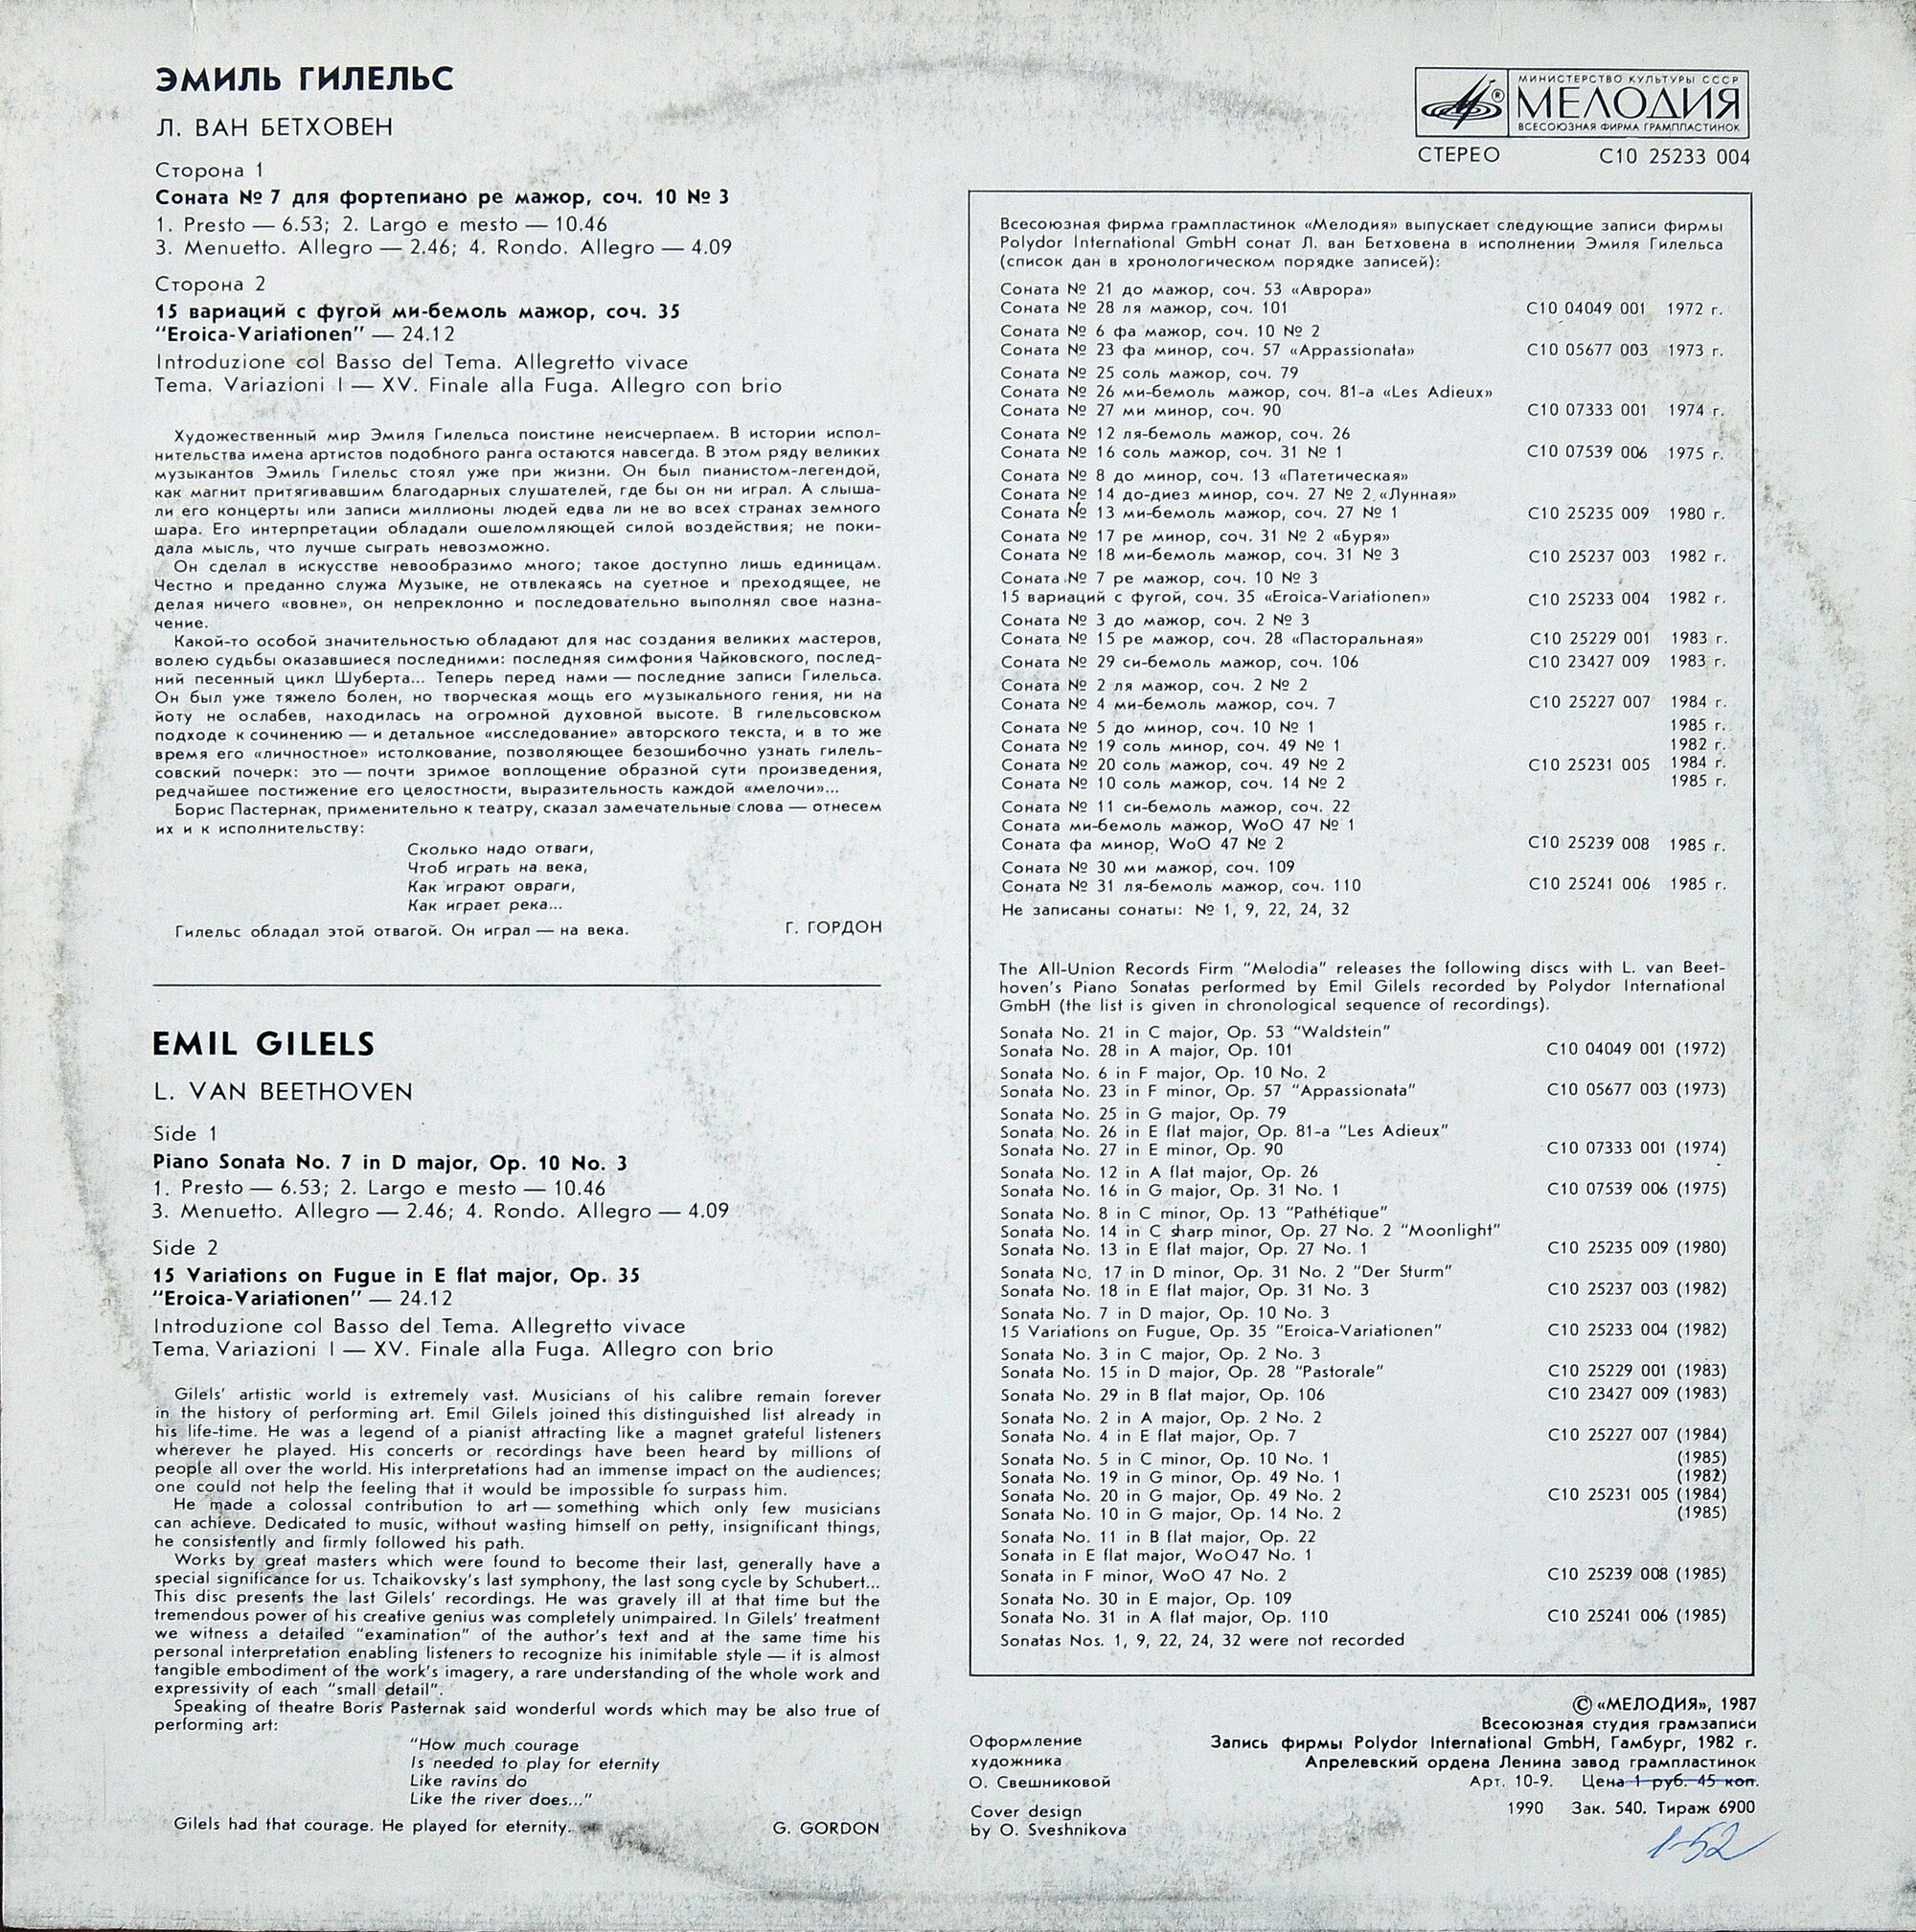 ЭМИЛЬ ГИЛЕЛЬС
Л. ВАН БЕТХОВЕН
Сторона 1
Соната № 7 для фортепиано ре мажор, соч. 10 № 3
1. Presto — 6.53; 2. Largo e mesto — 10.46
3. Menuetto. Allegro — 2.46; 4. Rondo. Allegro — 4.09
Сторона 2
15 вариаций с фугой ми-бемоль мажор, соч. 35
“Eroica-Variationen” — 24.12
Introduzione col Basso del Tema. Allegretto vivace
Tema. Variazioni I — XV. Finale alla Fuga. Allegro con brio
Художественный мир Эмиля Гилельса поистине неисчерпаем. В истории испол-
нительства имена артистов подобного ранга остаются навсегда. В этом ряду великих
музыкантов Эмиль Гилельс стоял уже при жизни. Он был пианистом-легендой,
как магнит притягивавшим благодарных слушателей, где бы он ни играл. А слыша-
ли его концерты или записи миллионы людей едва ли не во всех странах земного
шара. Его интерпретации обладали ошеломляющей силой воздействия; не поки-
дала мысль, что лучше сыграть невозможно.
Он сделал в искусстве невообразимо много; такое доступно лишь единицам.
Честно и преданно служа Музыке, не отвлекаясь на суетное и преходящее, не
делая ничего «вовне», он непреклонно и последовательно выполнял свое назна-
чение.
Какой-то особой значительностью обладают для нас создания великих мастеров,
волею судьбы оказавшиеся последними: последняя симфония Чайковского, послед-
ний песенный цикл Шуберта... Теперь перед нами — последние записи Гилельса.
Он был уже тяжело болен, но творческая мощь его музыкального гения, ни на
йоту не ослабев, находилась на огромной духовной высоте. В гилельсовском
подходе к сочинению — и детальное «исследование» авторского текста, и в то же
время его «личностное» истолкование, позволяющее безошибочно узнать гилель-
совский почерк: это — почти зримое воплощение образной сути произведения,
редчайшее постижение его целостности, выразительность каждой «мелочи»...
Борис Пастернак, применительно к театру, сказал замечательные слова — отнесем
их и к исполнительству:
Сколько надо отваги,
Чтоб играть на века,
Как играют овраги,
Как играет река...
Гилельс обладал этой отвагой. Он играл — на века. Г. ГОРДОН
EMIL GILELS
L. VAN BEETHOVEN
Side 1
Piano Sonata No. 7 in D major, Op. 10 No. 3
1. Presto — 6.53; 2. Largo e mesto — 10.46
3. Menuetto. Allegro — 2.46; 4. Rondo. Allegro — 4.09
Side 2
15 Variations on Fugue in E flat major, Op. 35
“Eroica-Variationen” — 24.12
Introduzione col Basso del Tema. Allegretto vivace
Tema. Variazioni I — XV. Finale alla Fuga. Allegro con brio
Gilels’ artistic world is extremely vast. Musicians of his calibre remain forever
in the history of performing art. Emil Gilels joined this distinguished list already in
his life-time. He was a legend of a pianist attracting like a magnet grateful listeners
wherever he played. His concerts or recordings have been heard by millions of
people all over the world. His interpretations had an immense impact on the audiences;
one could not help the feeling that it would be impossible to surpass him.
He made a colossal contribution to art — something which only few musicians
can achieve. Dedicated to music, without wasting himself on petty, insignificant things,
he consistently and firmly followed his path.
Works by great masters which were found to become their last, generally have a
special significance for us. Tchaikovsky’s last symphony, the last song cycle by Schubert...
This disc presents the last Gilels’ recordings. He was gravely ill at that time but the
tremendous power of his creative genius was completely unimpaired. In Gilels’ treatment
we witness a detailed “examination” of the author’s text and at the same time his
personal interpretation enabling listeners to recognize his inimitable style — it is almost
tangible embodiment of the work’s imagery, a rare understanding of the whole work and
expressivity of each “small detail”.
Speaking of theatre Boris Pasternak said wonderful words which may be also true of
performing art:
“How much courage
Is needed to play for eternity
Like ravins do
Like the river does...”
Gilels had that courage. He played for eternity. G. GORDON
МИНИСТЕРСТВО КУЛЬТУРЫ СССР
МЕЛОДИЯ
ВСЕСОЮЗНАЯ ФИРМА ГРАМПЛАСТИНОК
СТЕРЕО С10 25233 004
Всесоюзная фирма грампластинок «Мелодия» выпускает следующие записи фирмы
Polydor International GmbH сонат Л. ван Бетховена в исполнении Эмиля Гилельса
(список дан в хронологическом порядке записей):
Соната № 21 до мажор, соч. 53 «Аврора»
Соната № 28 ля мажор, соч. 101 С10 04049 001 1972 г.
Соната № 6 фа мажор, соч. 10 № 2
Соната № 23 фа минор, соч. 57 «Appassionata» С10 05677 003 1973 г.
Соната № 25 соль мажор, соч. 79
Соната № 26 ми-бемоль мажор, соч. 81-а «Les Adieux»
Соната № 27 ми минор, соч. 90 С10 07333 001 1974 г.
Соната № 12 ля-бемоль мажор, соч. 26
Соната № 16 соль мажор, соч. 31 № 1 С10 07539 006 1975 г.
Соната № 8 до минор, соч. 13 «Патетическая»
Соната № 14 до-диез минор, соч. 27 № 2 «Лунная»
Соната № 13 ми-бемоль мажор, соч. 27 № 1 С10 25235 009 1980 г.
Соната № 17 ре минор, соч. 31 № 2 «Буря»
Соната № 18 ми-бемоль мажор, соч. 31 № 3 С10 25237 003 1982 г.
Соната № 7 ре мажор, соч. 10 № 3
15 вариаций с фугой, соч. 35 «Eroica-Variationen» С10 25233 004 1982 г.
Соната № 3 до мажор, соч. 2 № 3
Соната № 15 ре мажор, соч. 28 «Пасторальная» С10 25229 001 1983 г.
Соната № 29 си-бемоль мажор, соч. 106 С10 23427 009 1983 г.
Соната № 2 ля мажор, соч. 2 № 2
Соната № 4 ми-бемоль мажор, соч. 7 С10 25227 007 1984 г.
Соната № 5 до минор, соч. 10 № 1 1985 г.
Соната № 19 соль минор, соч. 49 № 1 1982 г.
Соната № 20 соль мажор, соч. 49 № 2 С10 25231 005 1984 г.
Соната № 10 соль мажор, соч. 14 № 2 1985 г.
Соната № 11 си-бемоль мажор, соч. 22
Соната ми-бемоль мажор, WoO 47 № 1
Соната фа минор, WoO 47 № 2 С10 25239 008 1985 г.
Соната № 30 ми мажор, соч. 109
Соната № 31 ля-бемоль мажор, соч. 110 С10 25241 006 1985 г.
Не записаны сонаты: № 1, 9, 22, 24, 32
The All-Union Records Firm “Melodia” releases the following discs with L. van Beet-
hoven’s Piano Sonatas performed by Emil Gilels recorded by Polydor International
GmbH (the list is given in chronological sequence of recordings).
Sonata No. 21 in C major, Op. 53 “Waldstein”
Sonata No. 28 in A major, Op. 101 C10 04049 001 (1972)
Sonata No. 6 in F major, Op. 10 No. 2
Sonata No. 23 in F minor, Op. 57 “Appassionata” C10 05677 003 (1973)
Sonata No. 25 in G major, Op. 79
Sonata No. 26 in E flat major, Op. 81-a “Les Adieux”
Sonata No. 27 in E minor, Op. 90 C10 07333 001 (1974)
Sonata No. 12 in A flat major, Op. 26
Sonata No. 16 in G major, Op. 31 No. 1 C10 07539 006 (1975)
Sonata No. 8 in C minor, Op. 13 “Pathétique”
Sonata No. 14 in C sharp minor, Op. 27 No. 2 “Moonlight”
Sonata No. 13 in E flat major, Op. 27 No. 1 C10 25235 009 (1980)
Sonata No. 17 in D minor, Op. 31 No. 2 “Der Sturm”
Sonata No. 18 in E flat major, Op. 31 No. 3 C10 25237 003 (1982)
Sonata No. 7 in D major, Op. 10 No. 3
15 Variations on Fugue, Op. 35 “Eroica-Variationen” C10 25233 004 (1982)
Sonata No. 3 in C major, Op. 2 No. 3
Sonata No. 15 in D major, Op. 28 “Pastorale” C10 25229 001 (1983)
Sonata No. 29 in B flat major, Op. 106 C10 23427 009 (1983)
Sonata No. 2 in A major, Op. 2 No. 2
Sonata No. 4 in E flat major, Op. 7 C10 25227 007 (1984)
Sonata No. 5 in C minor, Op. 10 No. 1 (1985)
Sonata No. 19 in G minor, Op. 49 No. 1 (1982)
Sonata No. 20 in G major, Op. 49 No. 2 C10 25231 005 (1984)
Sonata No. 10 in G major, Op. 14 No. 2 (1985)
Sonata No. 11 in B flat major, Op. 22
Sonata in E flat major, WoO47 No. 1
Sonata in F minor, WoO 47 No. 2 C10 25239 008 (1985)
Sonata No. 30 in E major, Op. 109
Sonata No. 31 in A flat major, Op. 110 C10 25241 006 (1985)
Sonatas Nos. 1, 9, 22, 24, 32 were not recorded
© «МЕЛОДИЯ», 1987
Всесоюзная студия грамзаписи
Запись фирмы Polydor International GmbH, Гамбург, 1982 г.
Апрелевский ордена Ленина завод грампластинок
Арт. 10-9. Цена 1 руб. 45 коп.
1990 Зак. 540. Тираж 6900
Оформление
художника
О. Свешниковой
Cover design
by O. Sveshnikova
1-52